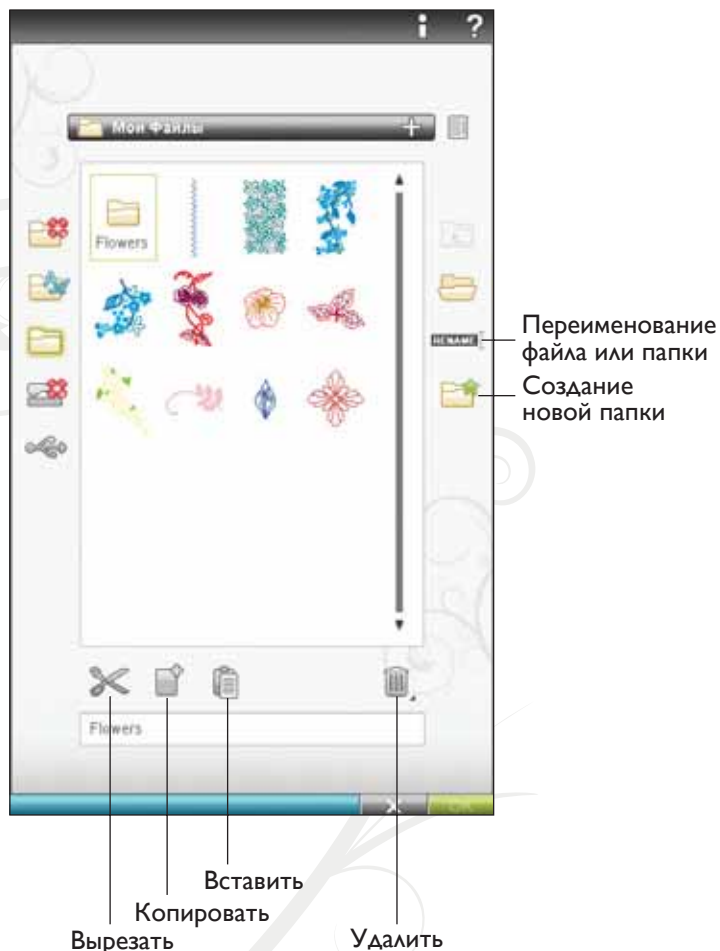 i ?
Мои Файлы
Flowers
RENAME
Переименование
файла или папки
Создание
новой папки
Flowers
Вставить
Копировать
Вырезать
Удалить